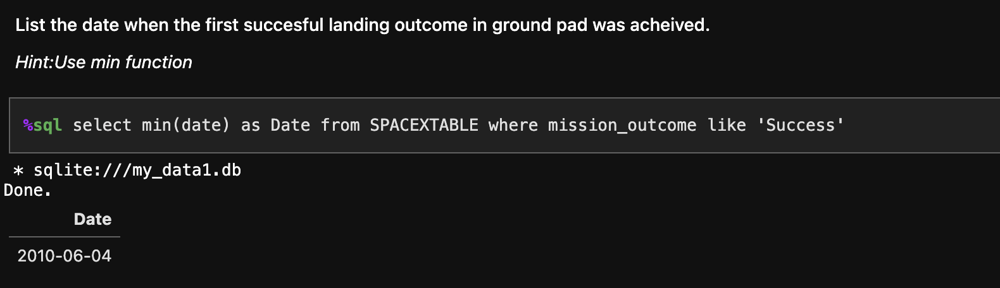 List the date when the first succesful landing outcome in ground pad was acheived.
Hint:Use min function
%sql select min(date) as Date from SPACEXTABLE where mission_outcome like 'Success'
* sqlite:///my_data1.db
Done.
Date
2010-06-04